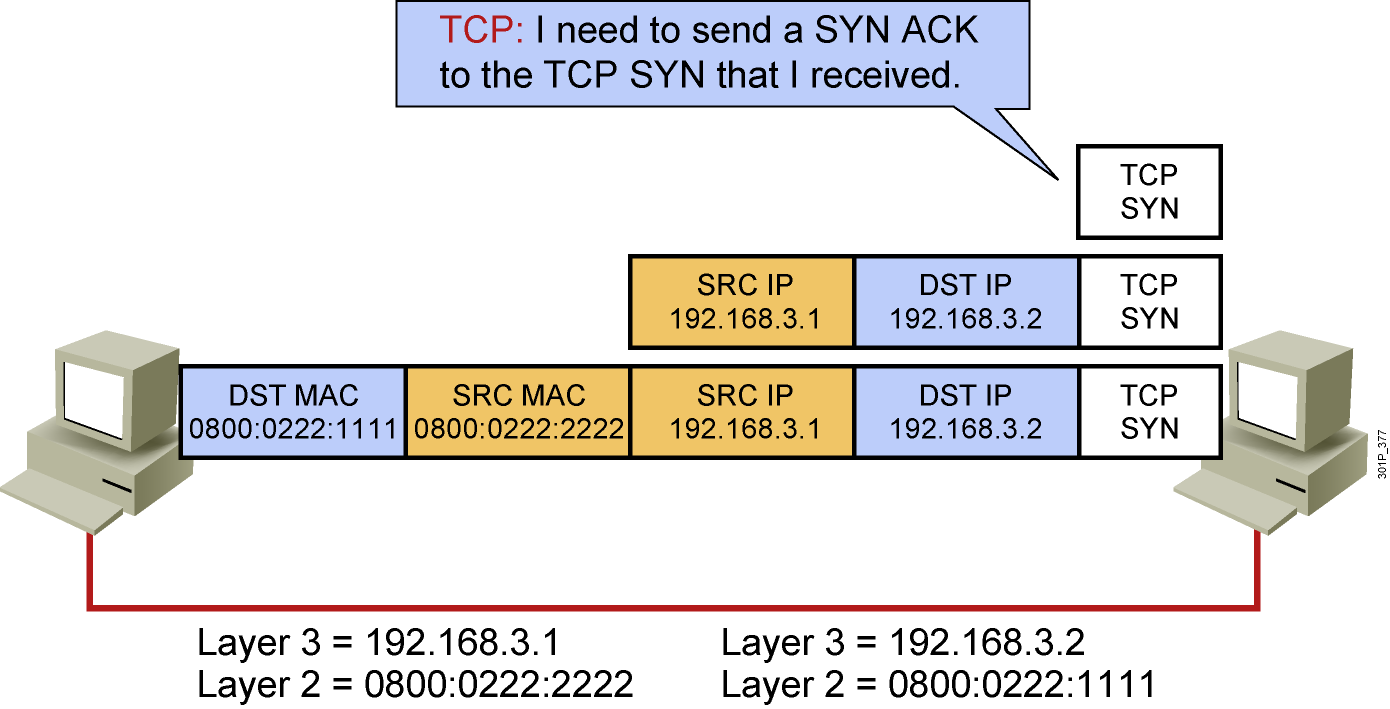 TCP: I need to send a SYN ACK
to the TCP SYN that I received.
TCP
SYN
SRC IP
192.168.3.1
DST IP
192.168.3.2
TCP
SYN
DST MAC
0800:0222:1111
SRC MAC
0800:0222:2222
SRC IP
192.168.3.1
DST IP
192.168.3.2
TCP
SYN
301P_377
Layer 3 = 192.168.3.1
Layer 2 = 0800:0222:2222
Layer 3 = 192.168.3.2
Layer 2 = 0800:0222:1111